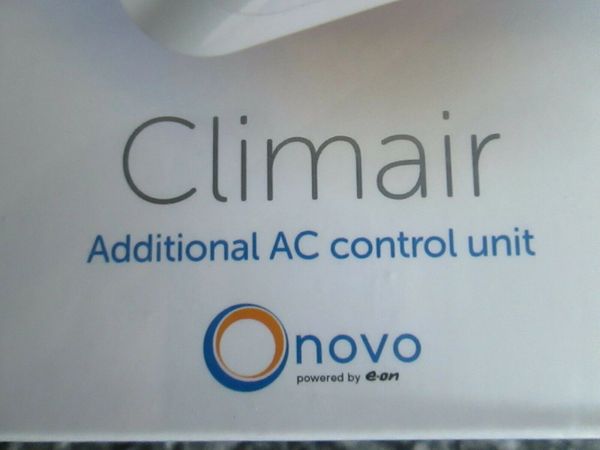 Climair
Additional AC control unit
Onovo
powered by e·on